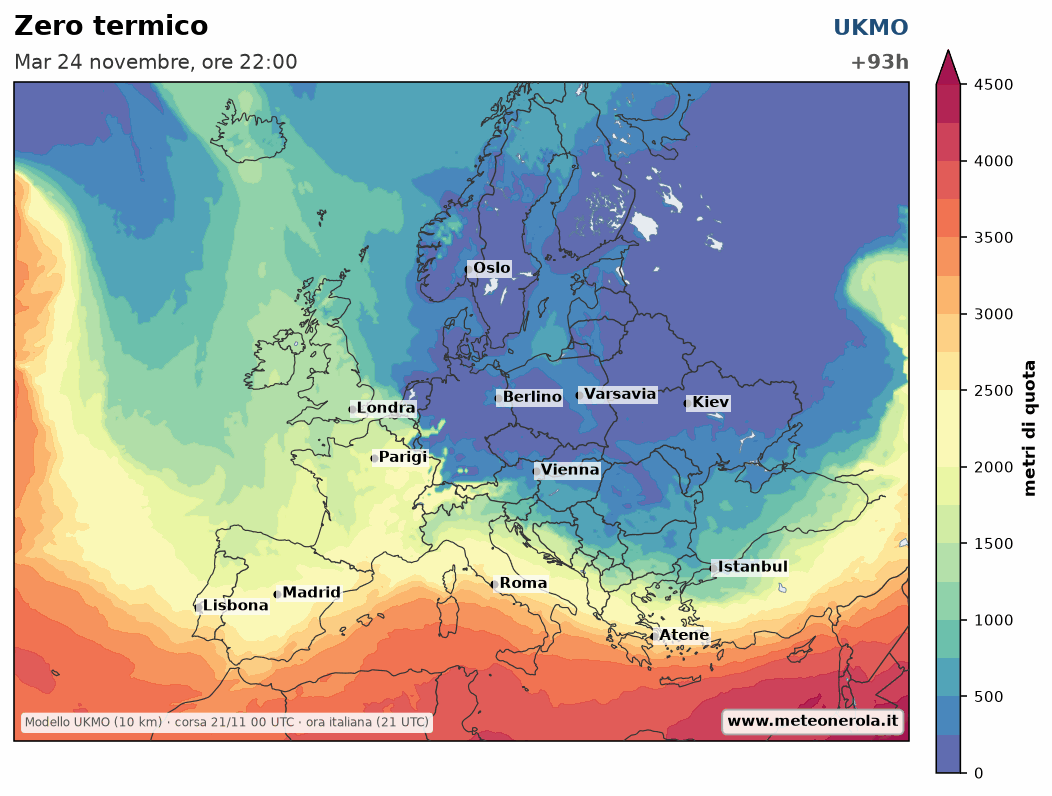 Zero termico
UKMO
Mar 24 novembre, ore 22:00
+93h
Oslo
Berlino
Varsavia
Kiev
Londra
Parigi
Vienna
Istanbul
Roma
Madrid
Lisbona
Atene
4500
4000
3500
3000
2500
2000
1500
1000
500
0
metri di quota
Modello UKMO (10 km) · corsa 21/11 00 UTC · ora italiana (21 UTC)
www.meteonerola.it